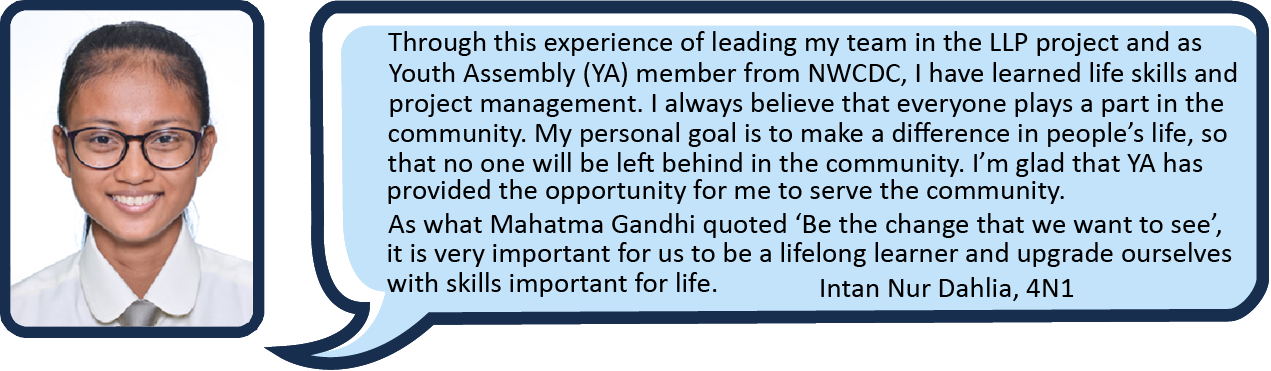 Through this experience of leading my team in the LLP project and as
Youth Assembly (YA) member from NWCDC, I have learned life skills and
project management. I always believe that everyone plays a part in the
community. My personal goal is to make a difference in people’s life, so
that no one will be left behind in the community. I’m glad that YA has
provided the opportunity for me to serve the community.
As what Mahatma Gandhi quoted ‘Be the change that we want to see’,
it is very important for us to be a lifelong learner and upgrade ourselves
with skills important for life.
Intan Nur Dahlia, 4N1